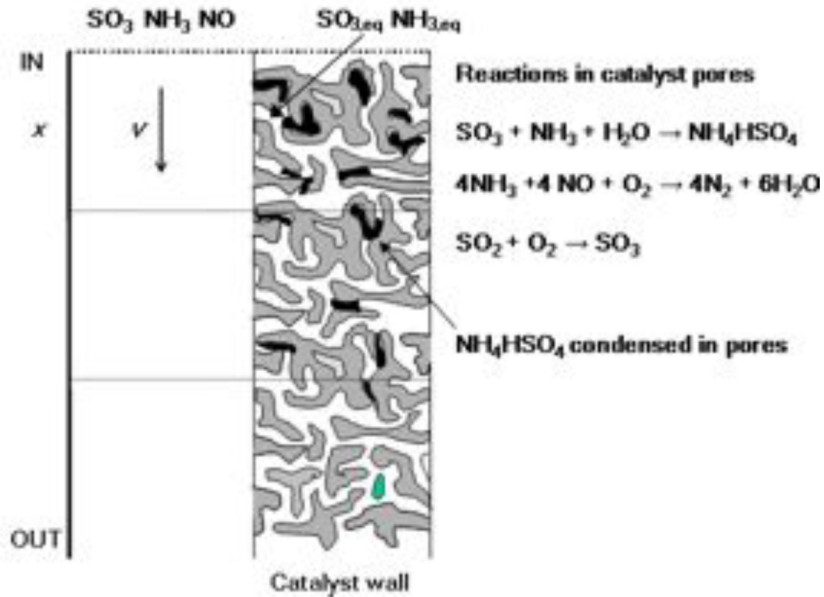 SO₃ NH₃ NO
SO₃,eq NH₃,eq
IN
x
v
Reactions in catalyst pores
SO₃ + NH₃ + H₂O → NH₄HSO₄
4NH₃ +4 NO + O₂ → 4N₂ + 6H₂O
SO₂ + O₂ → SO₃
NH₄HSO₄ condensed in pores
OUT
Catalyst wall